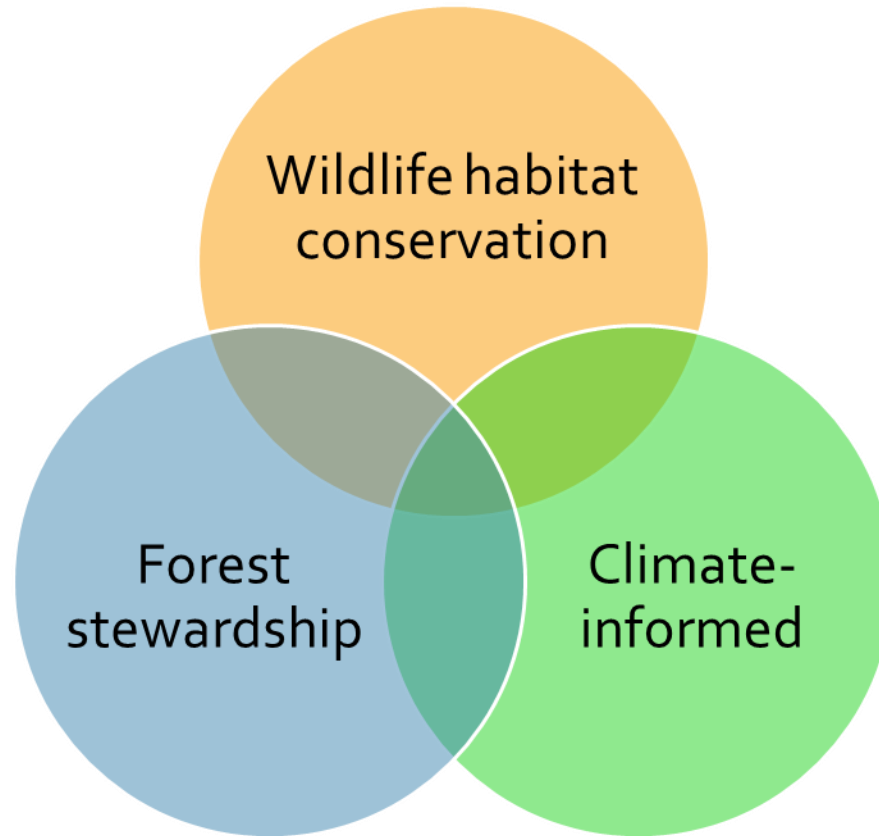 Wildlife habitat
conservation
Forest
stewardship
Climate-
informed